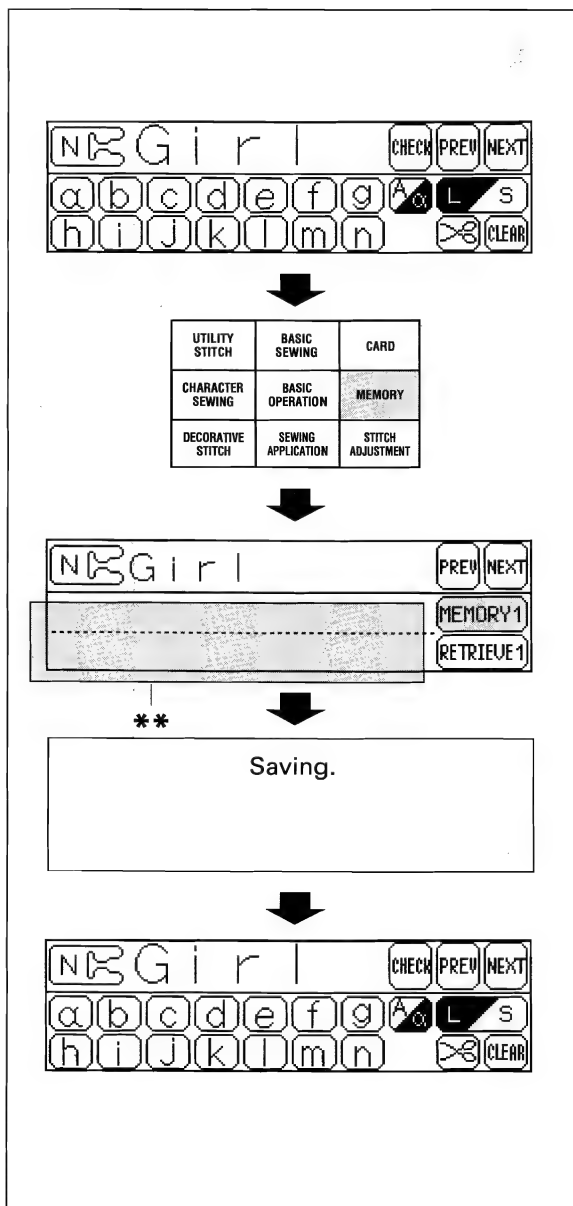 N Girl CHECK PREV NEXT
a b c d e f g A α L S
h i j k l m n CLEAR
UTILITY STITCH BASIC SEWING CARD
CHARACTER SEWING BASIC OPERATION MEMORY
DECORATIVE STITCH SEWING APPLICATION STITCH ADJUSTMENT
N Girl PREV NEXT
MEMORY1
RETRIEVE1
**
Saving.
N Girl CHECK PREV NEXT
a b c d e f g A α L S
h i j k l m n CLEAR